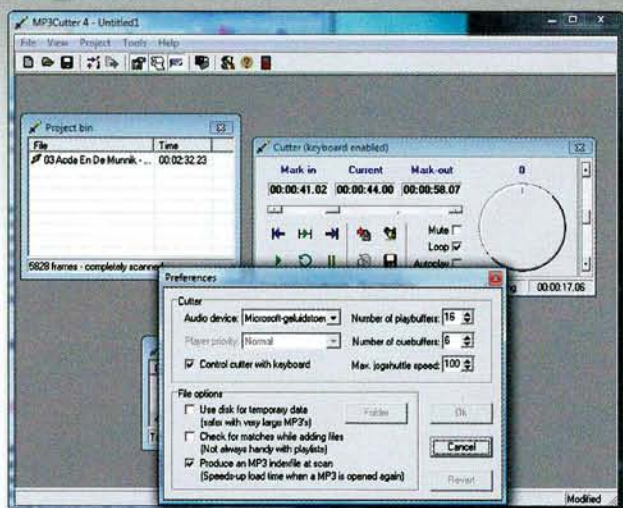 MP3Cutter 4 - Untitled1
File View Project Tools Help
Project bin
File Time
03 Acda En De Munnik - ... 00:02:32.23
5828 frames - completely scanned
Cutter (keyboard enabled)
Mark in Current Mark-out 0
00:00:41.02 00:00:44.00 00:00:58.07
Mute
Loop
Autoplay
00:00:17.06
Preferences
Cutter
Audio device: Microsoft-geluidstoe
Number of playbuffers: 16
Player priority: Normal
Number of cuebuffers: 6
Control cutter with keyboard
Max. jogshuttle speed: 100
File options
Use disk for temporary data
(safer with very large MP3's)
Folder
Ok
Check for matches while adding files
(Not always handy with playlists)
Cancel
Produce an MP3 indexfile at scan
(Speeds-up load time when a MP3 is opened again)
Revert
Modified